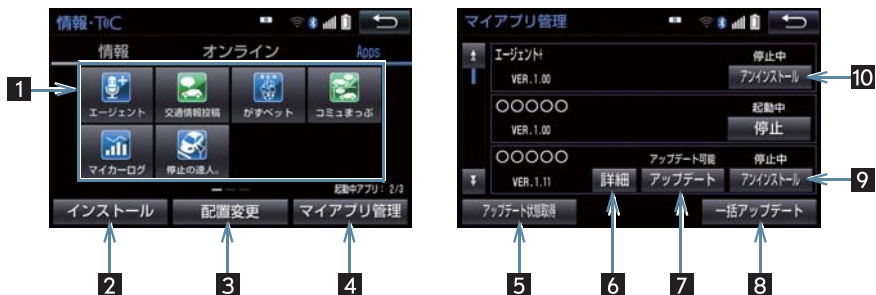 情報・TOC
情報 オンライン Apps
1
エージェント 交通情報投稿 がずペット コミュまっぷ
マイカーログ 停止の達人。
起動中アプリ: 2/3
インストール 配置変更 マイアプリ管理
2 3 4
マイアプリ管理
エージェント+ 停止中
VER.1.00 アンインストール 10
○○○○○ 起動中
VER.1.00 停止
○○○○○ アップデート可能 停止中
VER.1.11 詳細 アップデート アンインストール 9
アップデート状態取得 一括アップデート
5 6 7 8